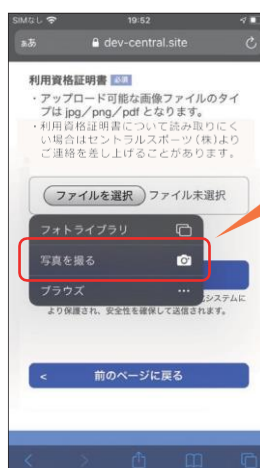 SIMなし 19:52
ああ dev-central.site
利用資格証明書 必須
・アップロード可能な画像ファイルのタイ
プは jpg／png／pdf となります。
・利用資格証明書について読み取りにく
い場合はセントラルスポーツ(株)より
ご連絡を差し上げることがあります。
ファイルを選択 ファイル未選択
フォトライブラリ
写真を撮る
ブラウズ
化システムに
より保護され、安全性を確保して送信されます。
< 前のページに戻る